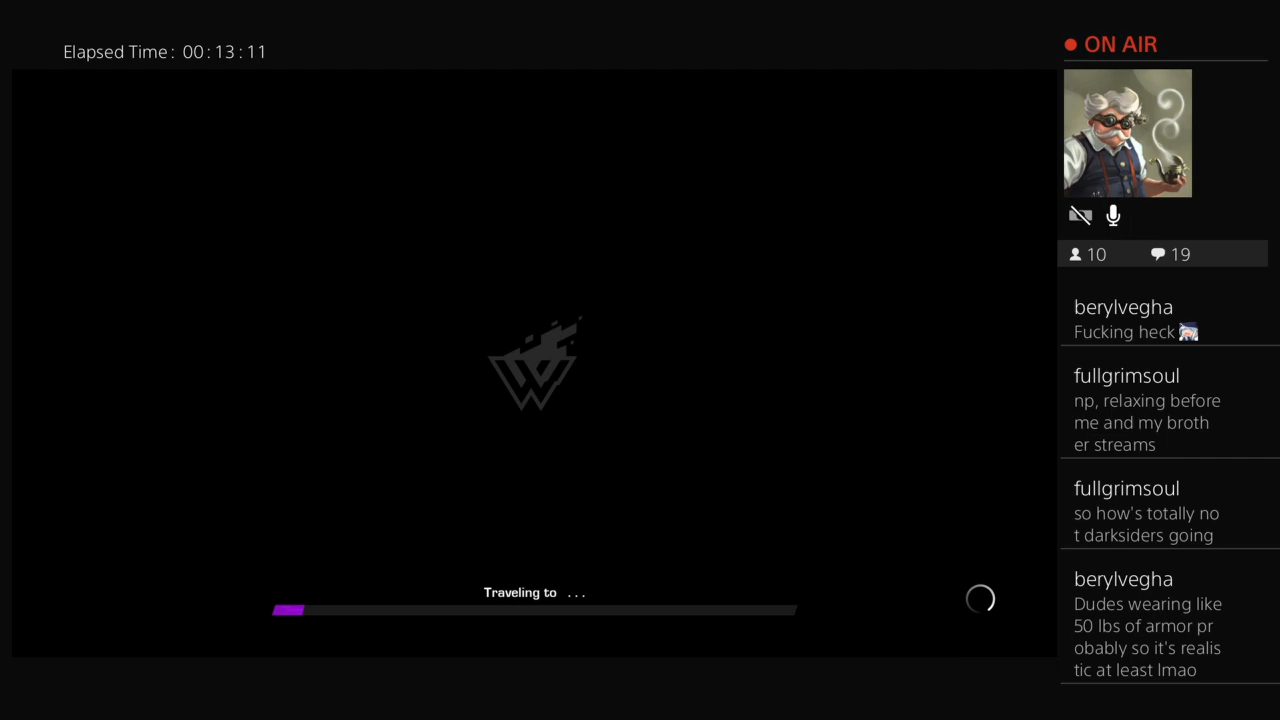 Elapsed Time: 00:13:11
ON AIR
10 19
berylvegha
Fucking heck
fullgrimsoul
np, relaxing before
me and my broth
er streams
fullgrimsoul
so how's totally no
t darksiders going
berylvegha
Dudes wearing like
50 lbs of armor pr
obably so it's realis
tic at least lmao
Traveling to ...